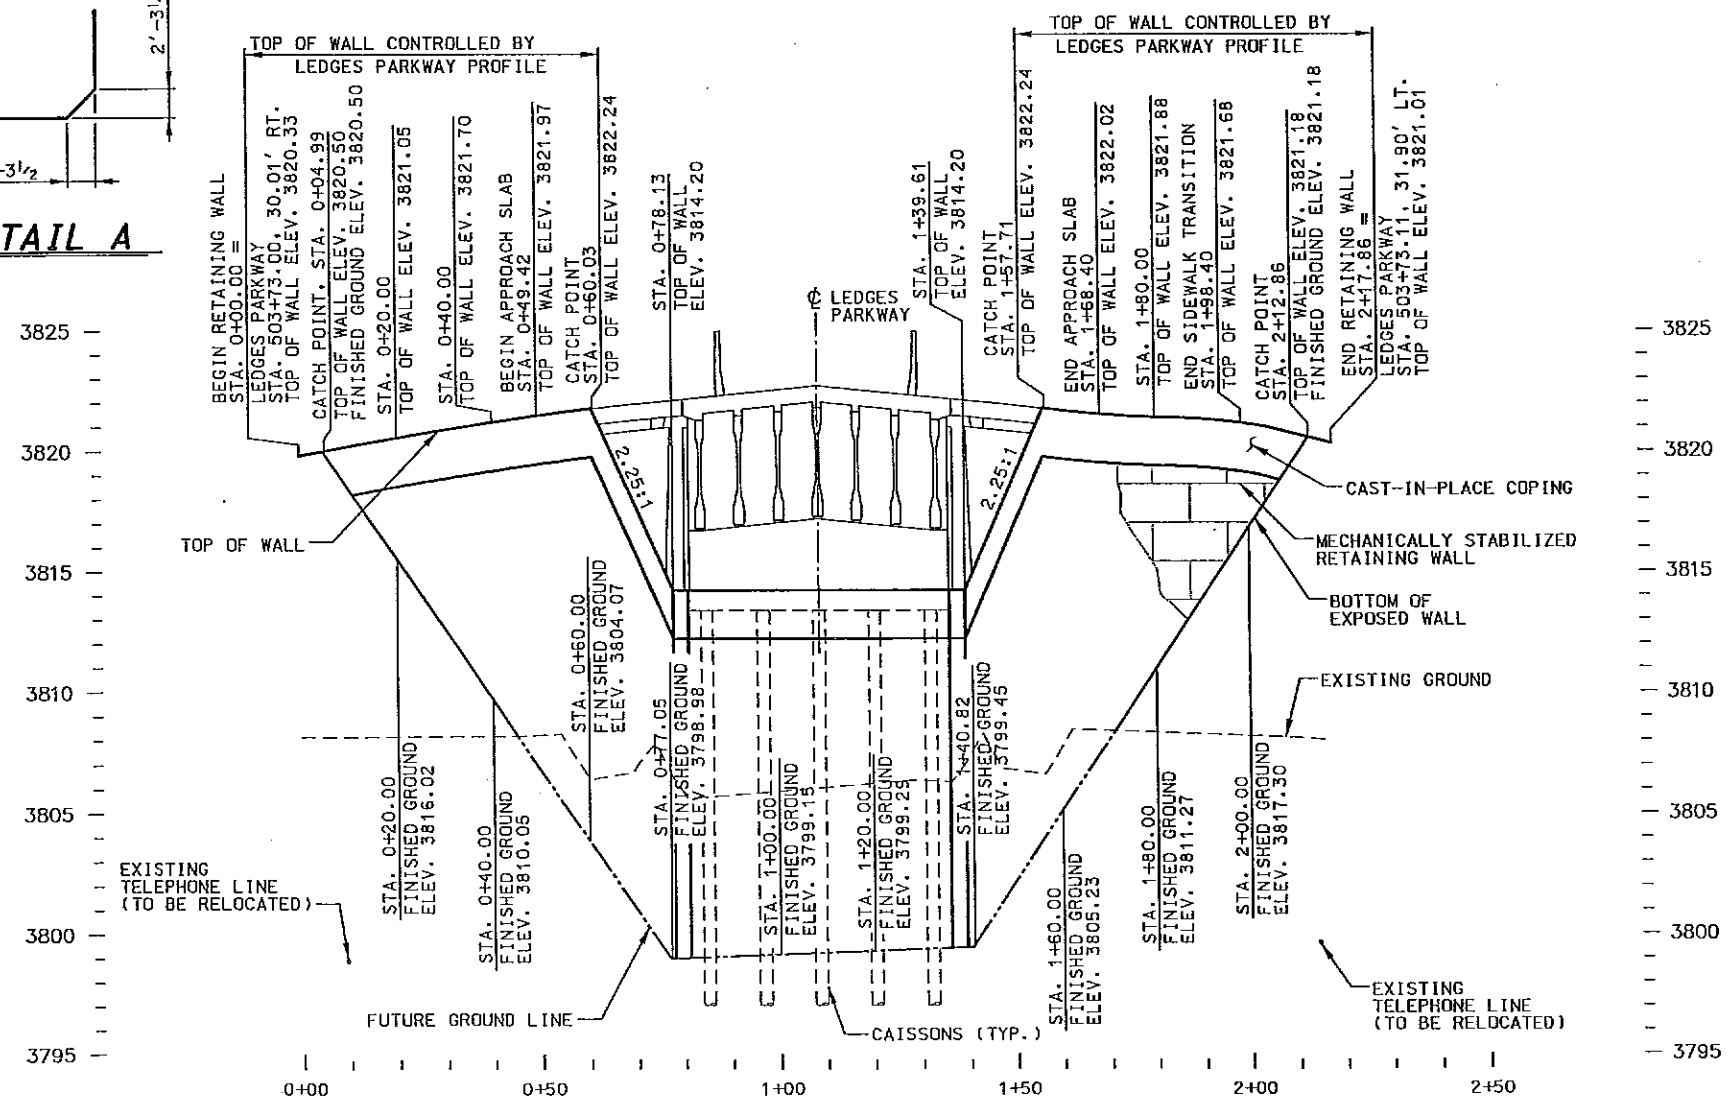 2'-3½
-3½
TAIL A
TOP OF WALL CONTROLLED BY
LEDGES PARKWAY PROFILE
TOP OF WALL CONTROLLED BY
LEDGES PARKWAY PROFILE
BEGIN RETAINING WALL
STA. 0+00.00 =
LEDGES PARKWAY
STA. 503+73.00, 30.01' RT.
TOP OF WALL ELEV. 3820.33
CATCH POINT. STA. 0+04.99
TOP OF WALL ELEV. 3820.50
FINISHED GROUND ELEV. 3820.50
STA. 0+20.00
TOP OF WALL ELEV. 3821.05
STA. 0+40.00
TOP OF WALL ELEV. 3821.70
BEGIN APPROACH SLAB
STA. 0+49.42
TOP OF WALL ELEV. 3821.97
CATCH POINT
STA. 0+60.03
TOP OF WALL ELEV. 3822.24
STA. 0+78.13
TOP OF WALL
ELEV. 3814.20
℄ LEDGES
PARKWAY
STA. 1+39.61
TOP OF WALL
ELEV. 3814.20
CATCH POINT
STA. 1+57.71
TOP OF WALL ELEV. 3822.24
END APPROACH SLAB
STA. 1+68.40
TOP OF WALL ELEV. 3822.02
STA. 1+80.00
TOP OF WALL ELEV. 3821.88
END SIDEWALK TRANSITION
STA. 1+98.40
TOP OF WALL ELEV. 3821.68
CATCH POINT
STA. 2+12.86
TOP OF WALL ELEV. 3821.18
FINISHED GROUND ELEV. 3821.18
END RETAINING WALL
STA. 2+17.86 =
LEDGES PARKWAY
STA. 503+73.11, 31.90' LT.
TOP OF WALL ELEV. 3821.01
3825
3820
3815
3810
3805
3800
3795
3825
3820
3815
3810
3805
3800
3795
2.25:1
2.25:1
TOP OF WALL
CAST-IN-PLACE COPING
MECHANICALLY STABILIZED
RETAINING WALL
BOTTOM OF
EXPOSED WALL
EXISTING GROUND
STA. 0+20.00
FINISHED GROUND
ELEV. 3816.02
STA. 0+40.00
FINISHED GROUND
ELEV. 3810.05
STA. 0+60.00
FINISHED GROUND
ELEV. 3804.07
STA. 0+77.05
FINISHED GROUND
ELEV. 3798.98
STA. 1+00.00
FINISHED GROUND
ELEV. 3799.15
STA. 1+20.00
FINISHED GROUND
ELEV. 3799.29
STA. 1+40.82
FINISHED GROUND
ELEV. 3799.45
STA. 1+60.00
FINISHED GROUND
ELEV. 3805.23
STA. 1+80.00
FINISHED GROUND
ELEV. 3811.27
STA. 2+00.00
FINISHED GROUND
ELEV. 3817.30
EXISTING
TELEPHONE LINE
(TO BE RELOCATED)
FUTURE GROUND LINE
CAISSONS (TYP.)
EXISTING
TELEPHONE LINE
(TO BE RELOCATED)
0+00
0+50
1+00
1+50
2+00
2+50